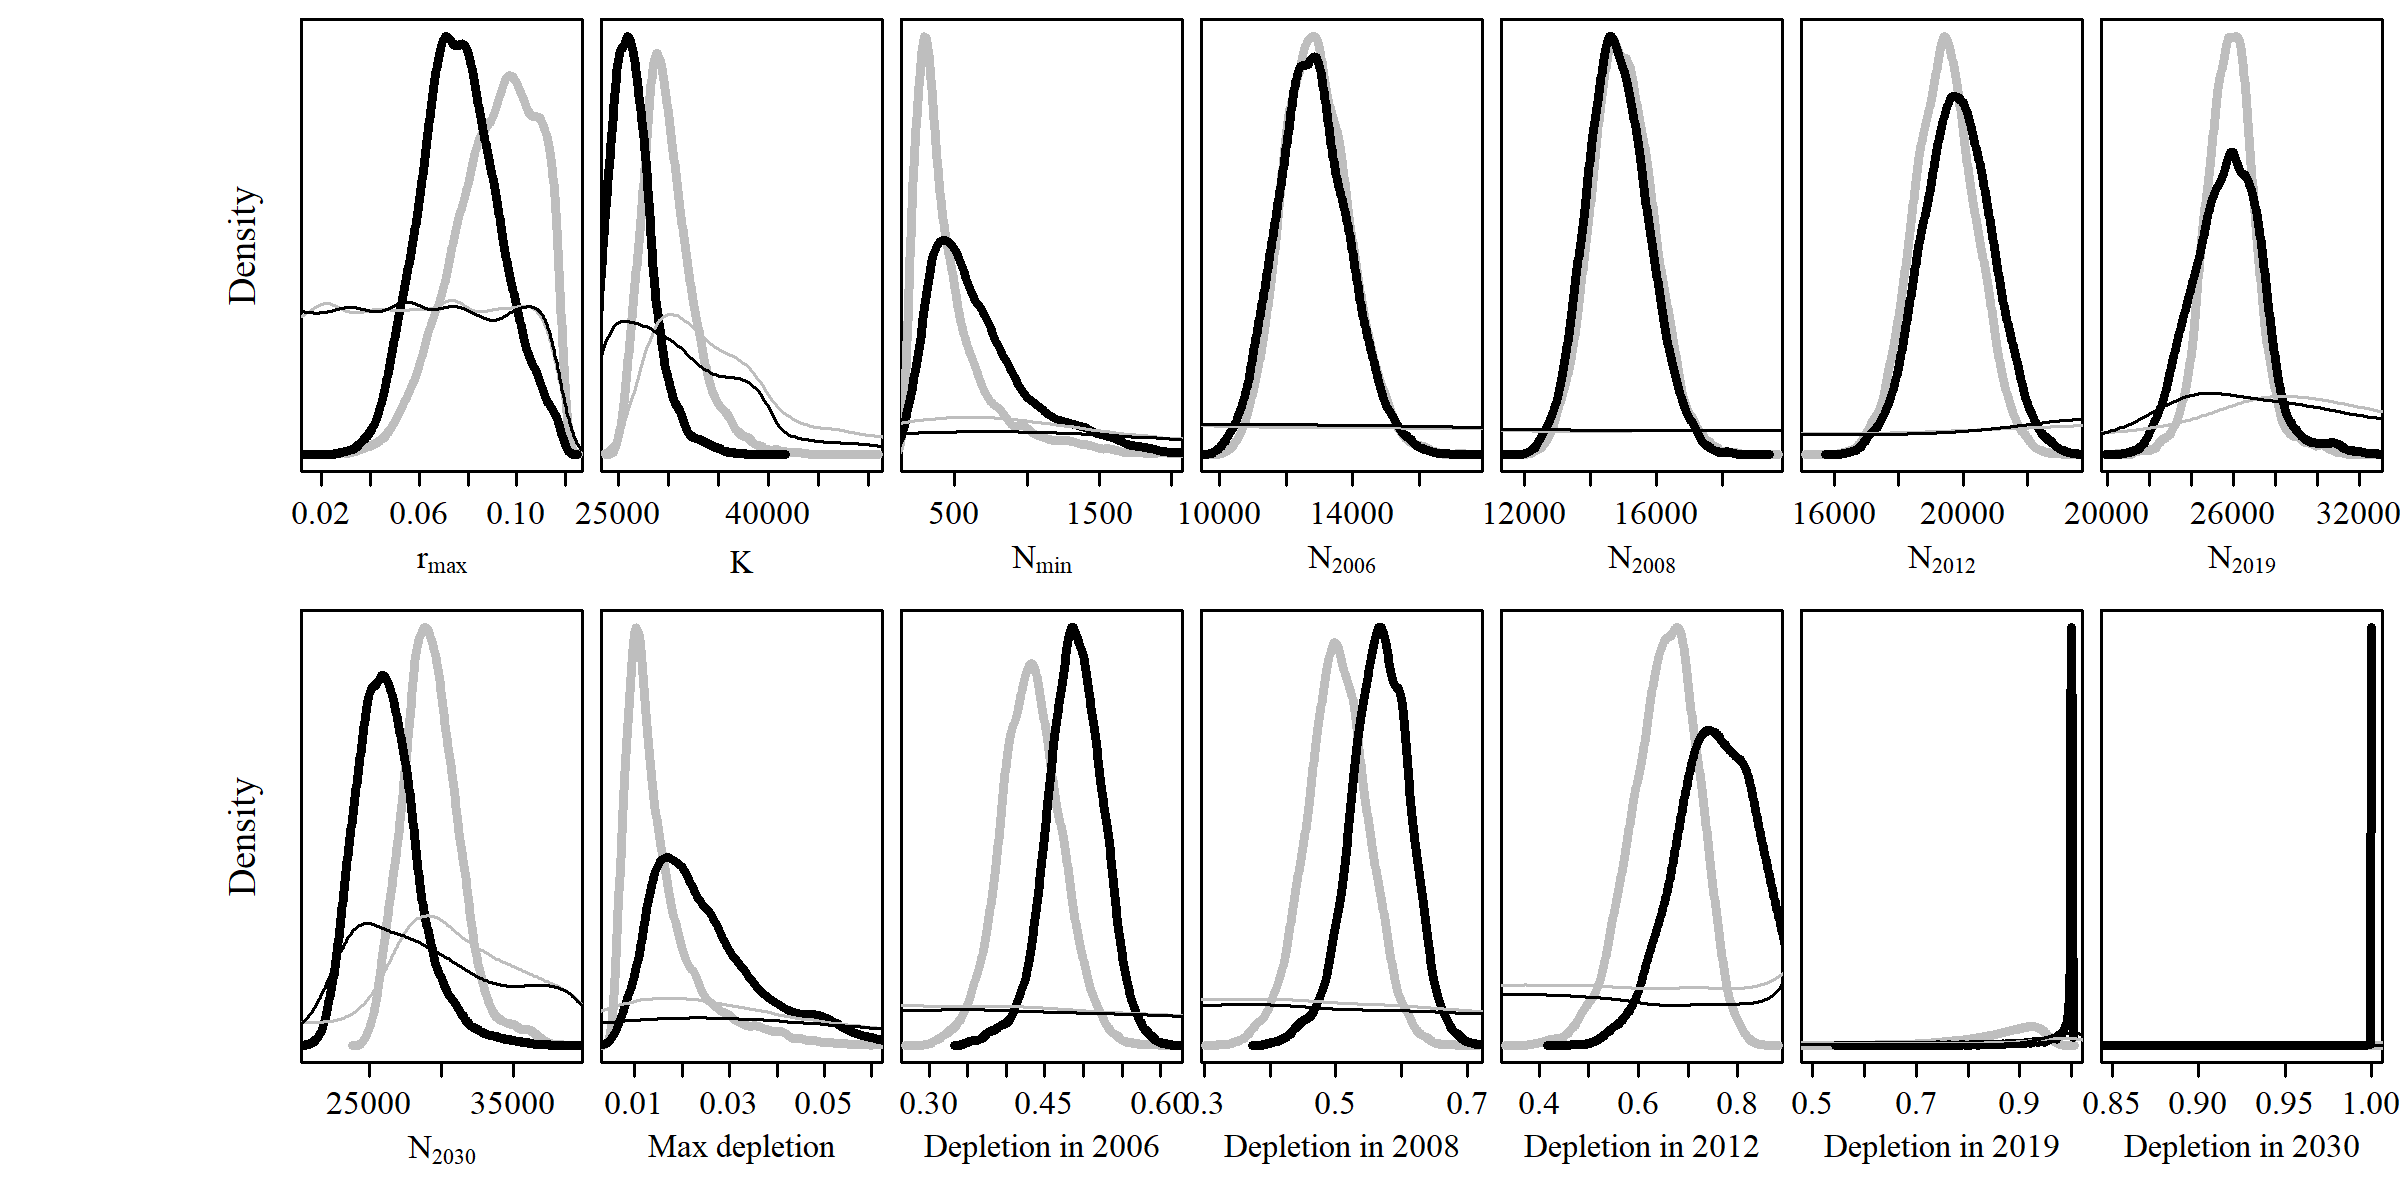 Density
0.02 0.06 0.10 25000 40000 500 1500 10000 14000 12000 16000 16000 20000 20000 26000 32000
rmax K Nmin N2006 N2008 N2012 N2019
Density
25000 35000 0.01 0.03 0.05 0.30 0.45 0.60 0.3 0.5 0.7 0.4 0.6 0.8 0.5 0.7 0.9 0.85 0.90 0.95 1.00
N2030 Max depletion Depletion in 2006 Depletion in 2008 Depletion in 2012 Depletion in 2019 Depletion in 2030